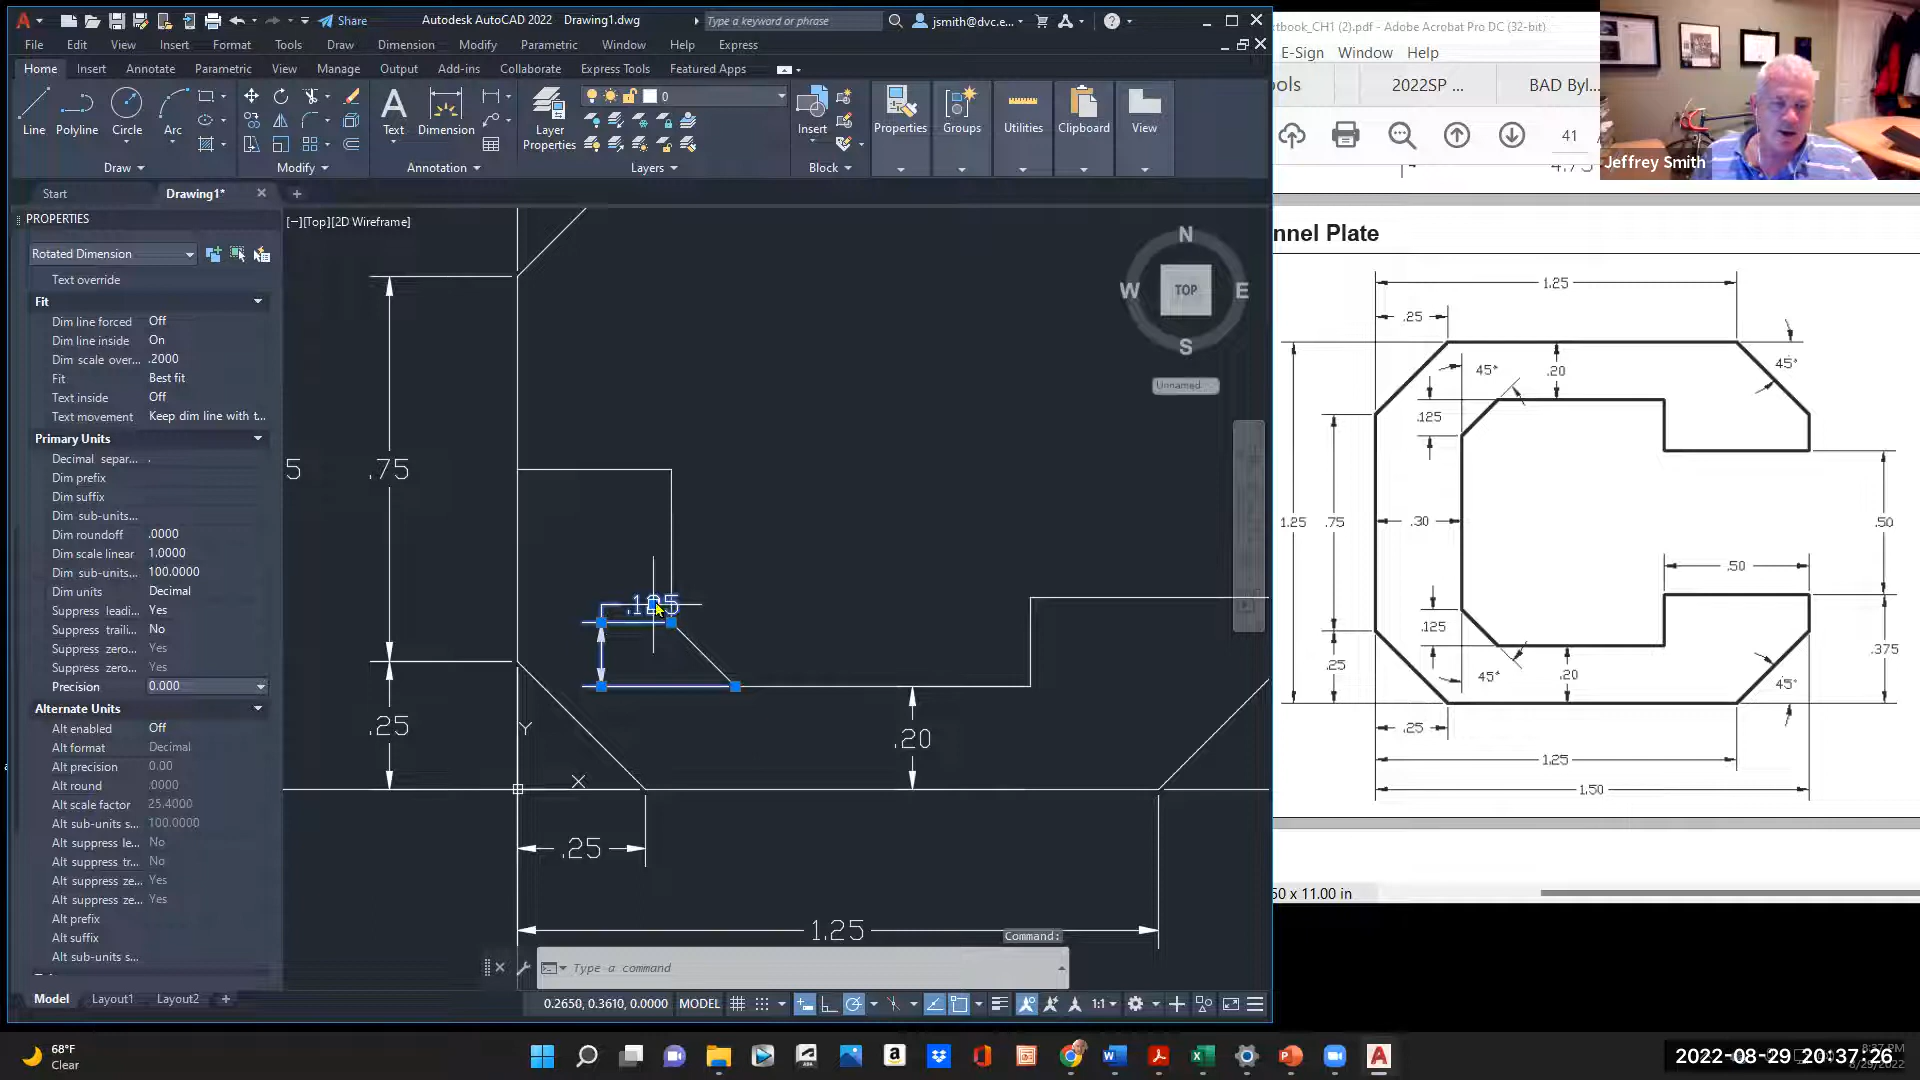 Share
Autodesk AutoCAD 2022 Drawing1.dwg
Type a keyword or phrase
jsmith@dvc.e...
File Edit View Insert Format Tools Draw Dimension Modify Parametric Window Help Express
Home Insert Annotate Parametric View Manage Output Add-ins Collaborate Express Tools Featured Apps
0
Line Polyline Circle Arc
Text Dimension
Layer Properties
Insert
Properties Groups Utilities Clipboard View
Draw Modify Annotation Layers Block
Start Drawing1*
PROPERTIES
[−][Top][2D Wireframe]
Rotated Dimension
Text override
Fit
Dim line forced Off
Dim line inside On
Dim scale over... .2000
Fit Best fit
Text inside Off
Text movement Keep dim line with t...
Primary Units
Decimal separ... .
Dim prefix
Dim suffix
Dim sub-units...
Dim roundoff .0000
Dim scale linear 1.0000
Dim sub-units... 100.0000
Dim units Decimal
Suppress leadi... Yes
Suppress traili... No
Suppress zero... Yes
Suppress zero... Yes
Precision 0.000
Alternate Units
Alt enabled Off
Alt format Decimal
Alt precision 0.00
Alt round .0000
Alt scale factor 25.4000
Alt sub-units s... 100.0000
Alt suppress le... No
Alt suppress tr... No
Alt suppress ze... Yes
Alt suppress ze... Yes
Alt prefix
Alt suffix
Alt sub-units s...
N
W TOP E
S
Unnamed
5
.75
.125
.25
Y
X
.20
.25
1.25
Command:
Type a command
Model Layout1 Layout2 +
0.2650, 0.3610, 0.0000 MODEL
1:1
tbook_CH1 (2).pdf - Adobe Acrobat Pro DC (32-bit)
E-Sign Window Help
ols 2022SP ... BAD Byl...
41
Jeffrey Smith
4.75
nnel Plate
1.25
.25
45°
45°
.20
.125
1.25
.75
.30
.50
.50
.125
.25
.375
45°
.20
45°
.25
1.25
1.50
50 x 11.00 in
68°F
Clear
2022-08-29 20:37:26